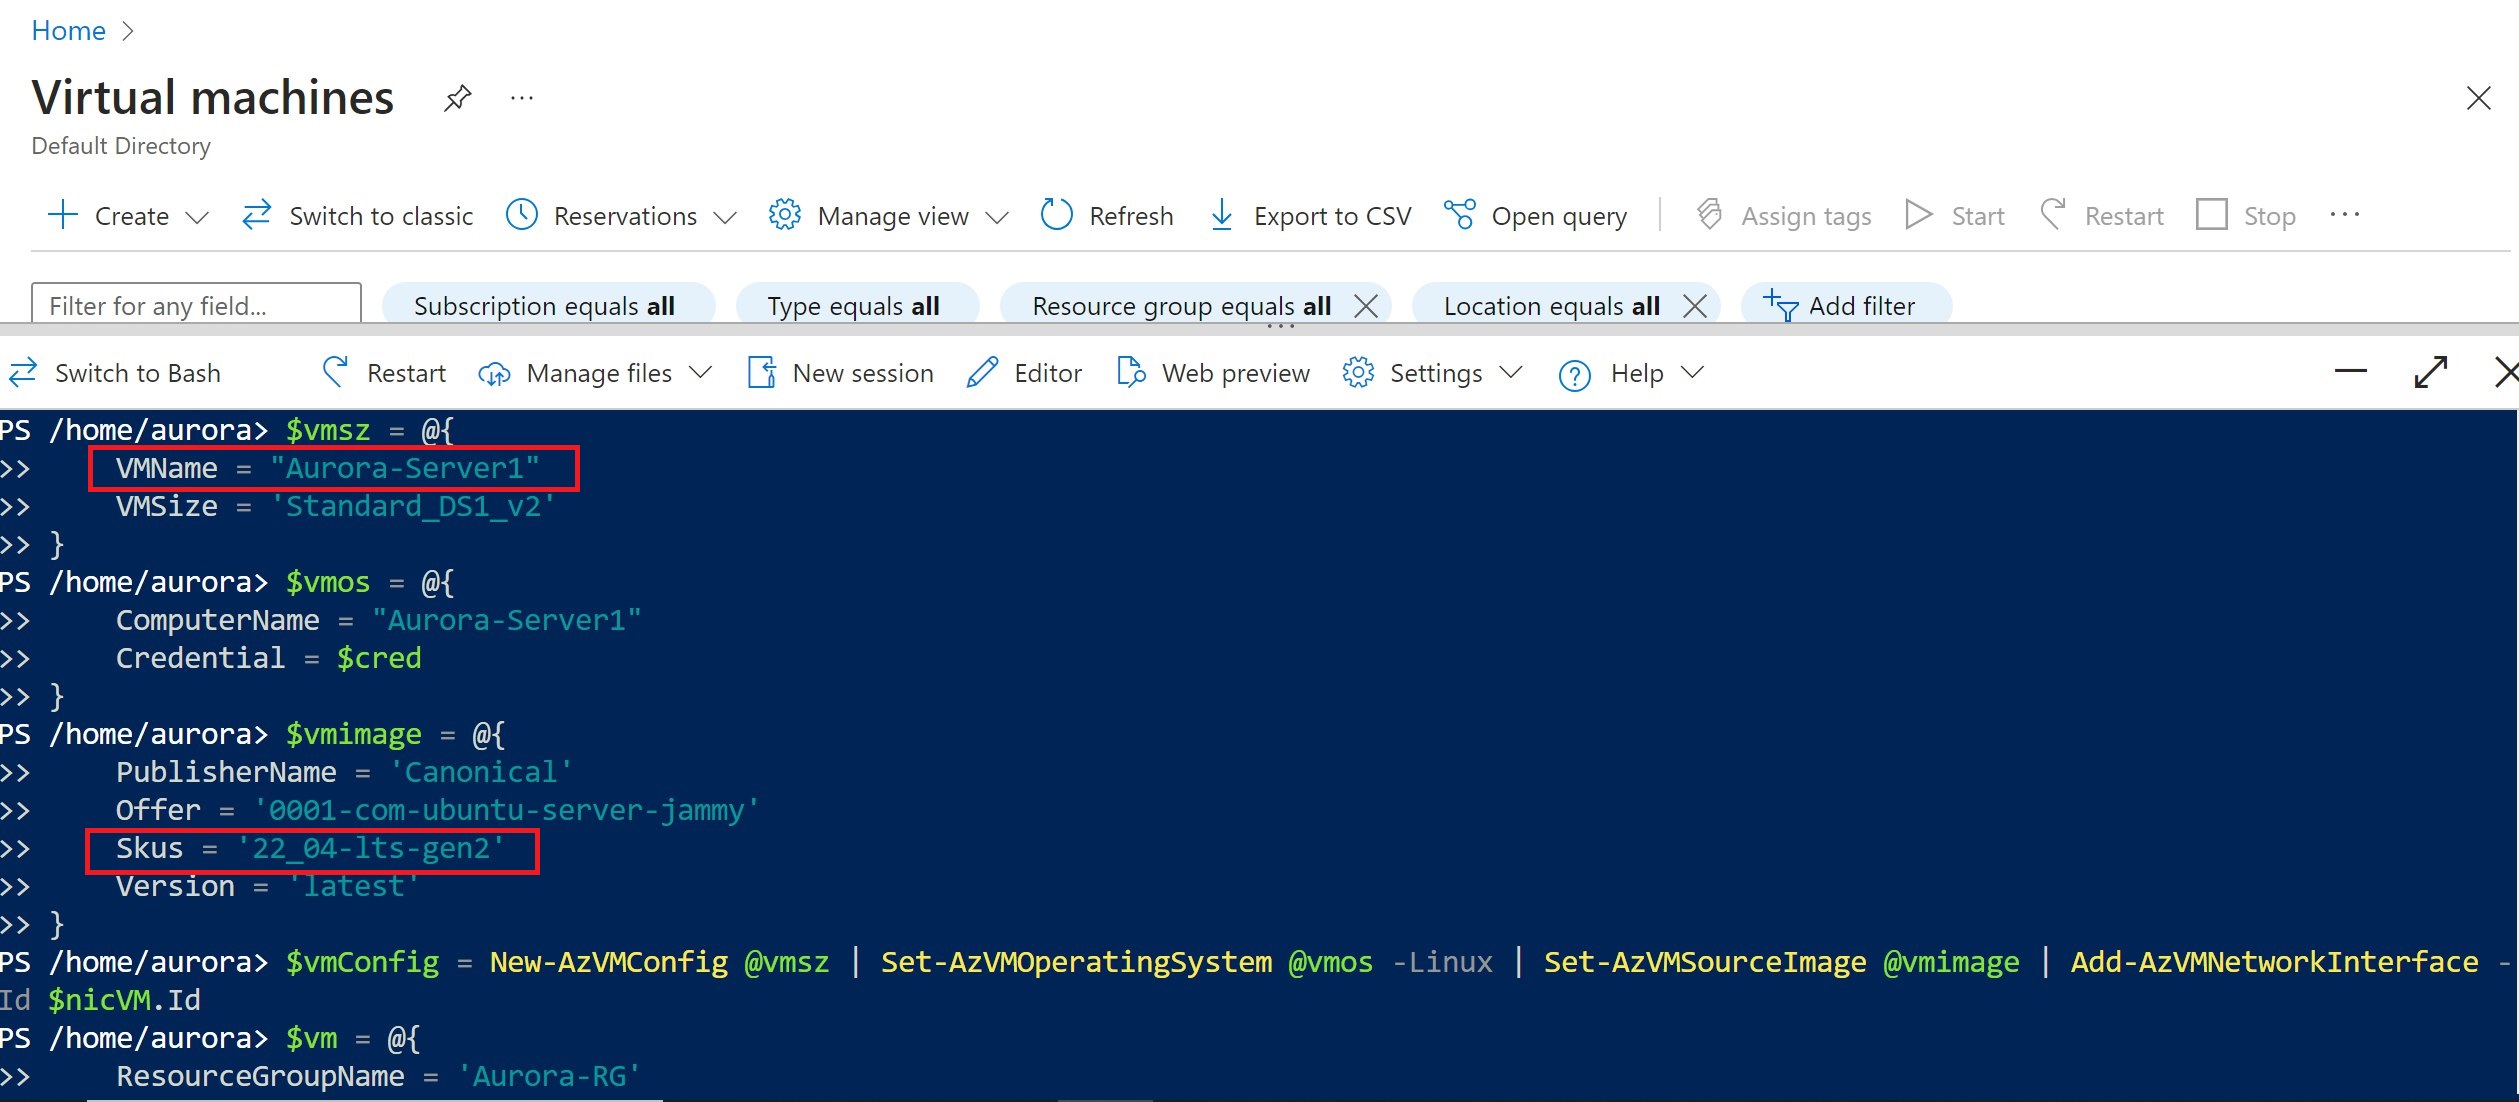 Home
Virtual machines ...
Default Directory
Create Switch to classic Reservations Manage view Refresh Export to CSV Open query Assign tags Start Restart Stop ...
Filter for any field... Subscription equals all Type equals all Resource group equals all Location equals all Add filter
Switch to Bash Restart Manage files New session Editor Web preview Settings Help
PS /home/aurora> $vmsz = @{
>> VMName = "Aurora-Server1"
>> VMSize = 'Standard_DS1_v2'
>> }
PS /home/aurora> $vmos = @{
>> ComputerName = "Aurora-Server1"
>> Credential = $cred
>> }
PS /home/aurora> $vmimage = @{
>> PublisherName = 'Canonical'
>> Offer = '0001-com-ubuntu-server-jammy'
>> Skus = '22_04-lts-gen2'
>> Version = 'latest'
>> }
PS /home/aurora> $vmConfig = New-AzVMConfig @vmsz | Set-AzVMOperatingSystem @vmos -Linux | Set-AzVMSourceImage @vmimage | Add-AzVMNetworkInterface -
Id $nicVM.Id
PS /home/aurora> $vm = @{
>> ResourceGroupName = 'Aurora-RG'